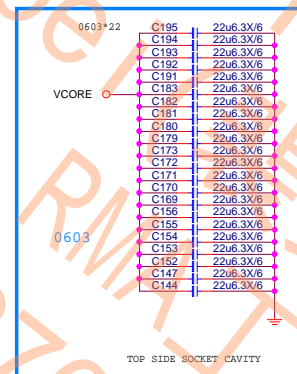 0603*22
C195 22u6.3X/6
C194 22u6.3X/6
C193 22u6.3X/6
C192 22u6.3X/6
C191 22u6.3X/6
C183 22u6.3X/6
VCORE
C182 22u6.3X/6
C181 22u6.3X/6
C180 22u6.3X/6
C179 22u6.3X/6
C173 22u6.3X/6
C172 22u6.3X/6
C171 22u6.3X/6
C170 22u6.3X/6
C169 22u6.3X/6
C156 22u6.3X/6
C155 22u6.3X/6
0603
C154 22u6.3X/6
C153 22u6.3X/6
C152 22u6.3X/6
C147 22u6.3X/6
C144 22u6.3X/6
TOP SIDE SOCKET CAVITY